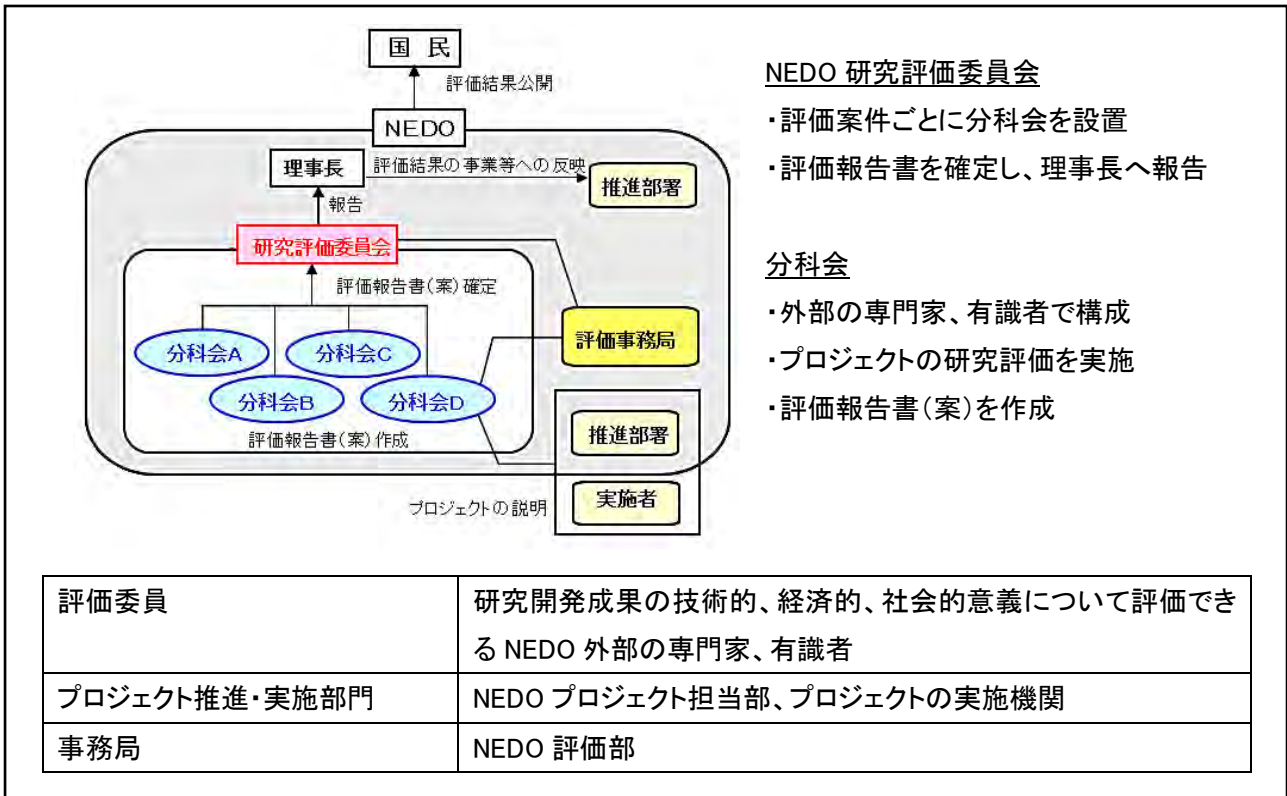 国 民
評価結果公開
NEDO
理事長
評価結果の事業等への反映
推進部署
報告
研究評価委員会
評価報告書(案)確定
分科会A
分科会C
評価事務局
分科会B
分科会D
推進部署
評価報告書(案)作成
プロジェクトの説明
実施者
NEDO 研究評価委員会
・評価案件ごとに分科会を設置
・評価報告書を確定し、理事長へ報告
分科会
・外部の専門家、有識者で構成
・プロジェクトの研究評価を実施
・評価報告書(案)を作成
評価委員
研究開発成果の技術的、経済的、社会的意義について評価でき
る NEDO 外部の専門家、有識者
プロジェクト推進・実施部門
NEDO プロジェクト担当部、プロジェクトの実施機関
事務局
NEDO 評価部